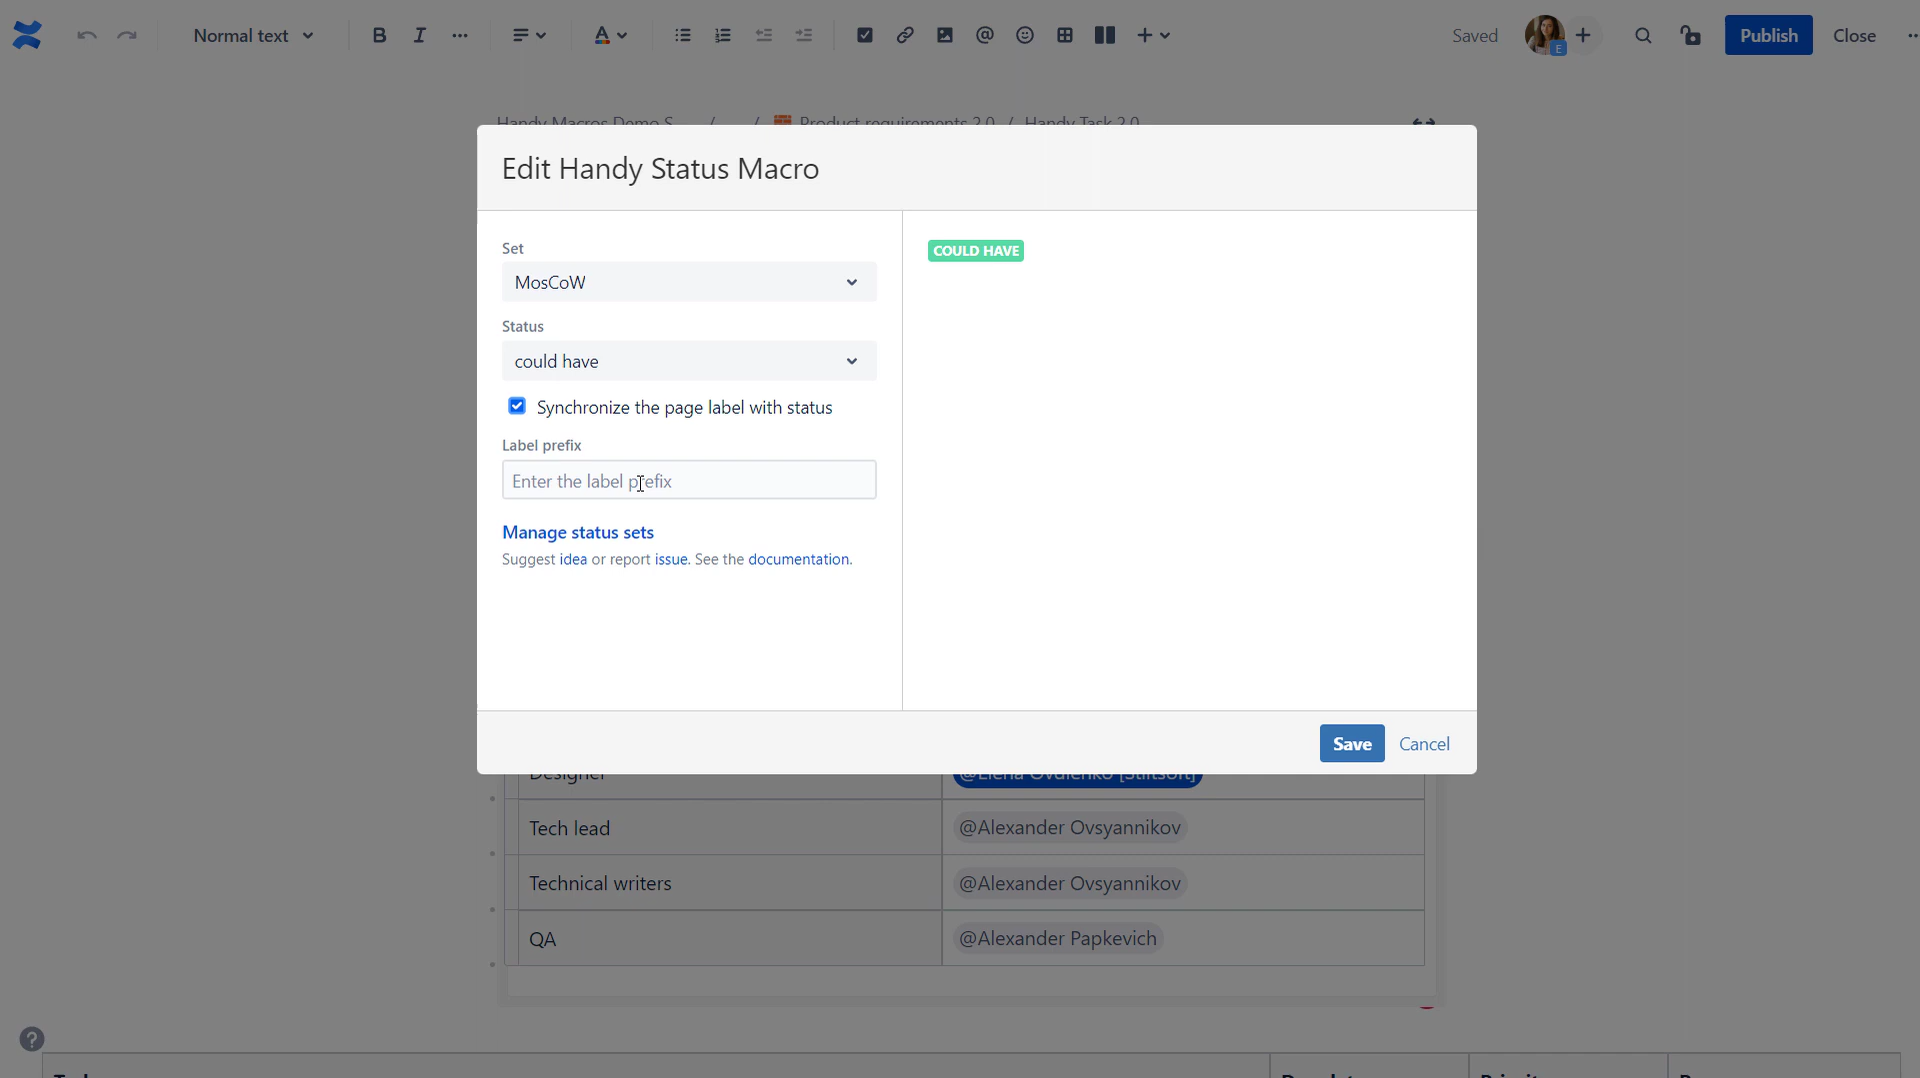 Normal text
B
I
A
@
Saved
E
Publish
Close
Handy Macros Demo S... / ... / Product requirements 2.0 / Handy Task 2.0
Edit Handy Status Macro
Set
MosCoW
Status
could have
Synchronize the page label with status
Label prefix
Enter the label prefix
Manage status sets
Suggest idea or report issue. See the documentation.
COULD HAVE
Save
Cancel
Designer
@Elena Ovdienko [Stiltsoft]
Tech lead
@Alexander Ovsyannikov
Technical writers
@Alexander Ovsyannikov
QA
@Alexander Papkevich
?